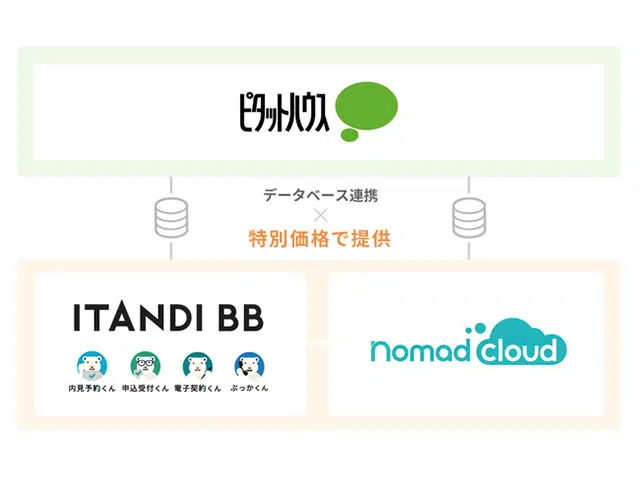 ピタットハウス
データベース連携
×
特別価格で提供
ITANDI BB
内見予約くん 申込受付くん 電子契約くん ぶっかくん
nomad cloud